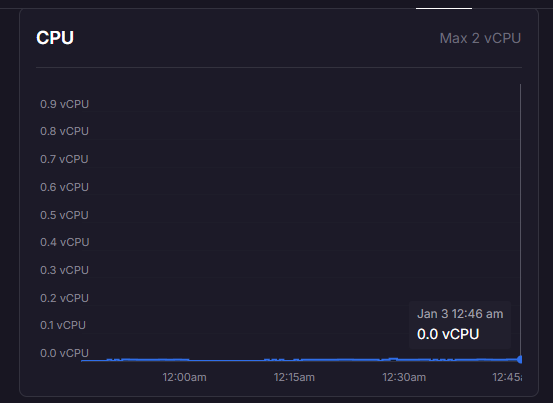 CPU
Max 2 vCPU
0.9 vCPU
0.8 vCPU
0.7 vCPU
0.6 vCPU
0.5 vCPU
0.4 vCPU
0.3 vCPU
0.2 vCPU
0.1 vCPU
0.0 vCPU
Jan 3 12:46 am
0.0 vCPU
12:00am 12:15am 12:30am 12:45a